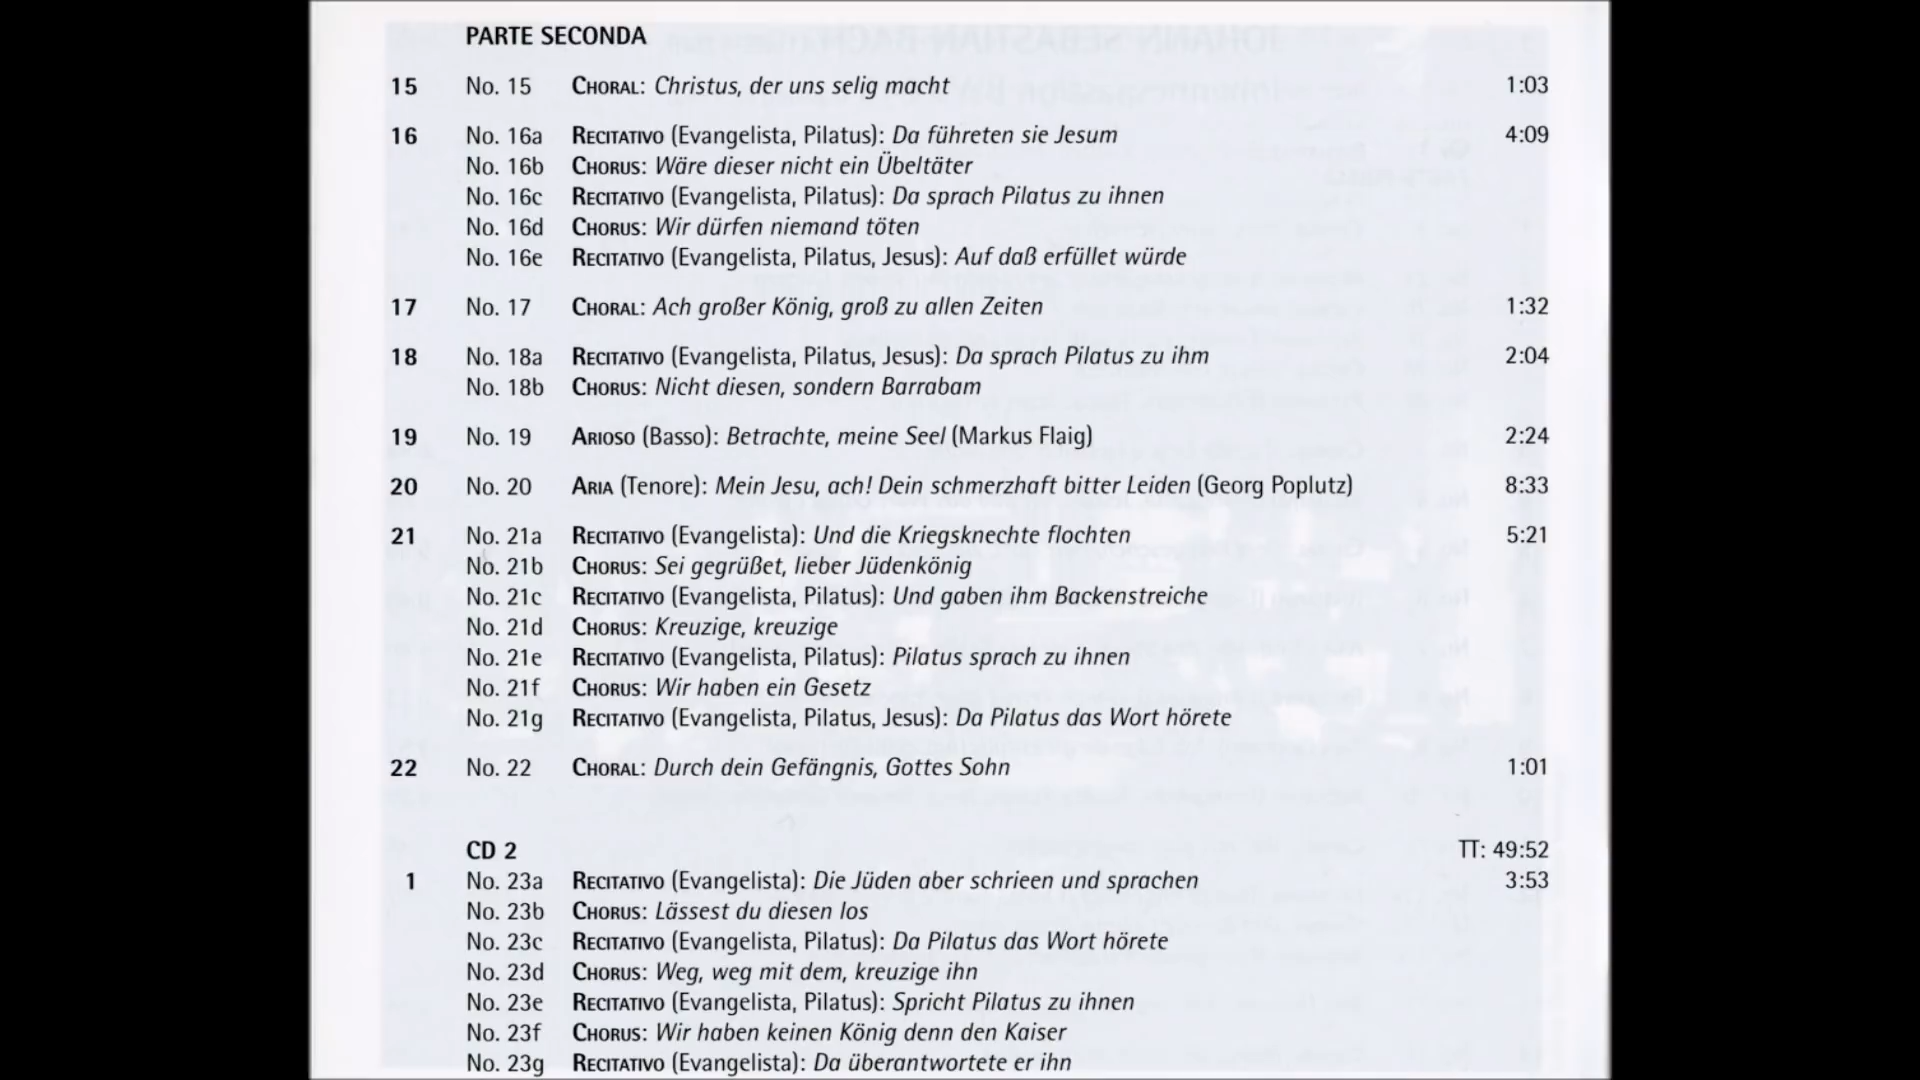 PARTE SECONDA
15 No. 15 CHORAL: Christus, der uns selig macht 1:03
16 No. 16a RECITATIVO (Evangelista, Pilatus): Da führeten sie Jesum 4:09
No. 16b CHORUS: Wäre dieser nicht ein Übeltäter
No. 16c RECITATIVO (Evangelista, Pilatus): Da sprach Pilatus zu ihnen
No. 16d CHORUS: Wir dürfen niemand töten
No. 16e RECITATIVO (Evangelista, Pilatus, Jesus): Auf daß erfüllet würde
17 No. 17 CHORAL: Ach großer König, groß zu allen Zeiten 1:32
18 No. 18a RECITATIVO (Evangelista, Pilatus, Jesus): Da sprach Pilatus zu ihm 2:04
No. 18b CHORUS: Nicht diesen, sondern Barrabam
19 No. 19 ARIOSO (Basso): Betrachte, meine Seel (Markus Flaig) 2:24
20 No. 20 ARIA (Tenore): Mein Jesu, ach! Dein schmerzhaft bitter Leiden (Georg Poplutz) 8:33
21 No. 21a RECITATIVO (Evangelista): Und die Kriegsknechte flochten 5:21
No. 21b CHORUS: Sei gegrüßet, lieber Jüdenkönig
No. 21c RECITATIVO (Evangelista, Pilatus): Und gaben ihm Backenstreiche
No. 21d CHORUS: Kreuzige, kreuzige
No. 21e RECITATIVO (Evangelista, Pilatus): Pilatus sprach zu ihnen
No. 21f CHORUS: Wir haben ein Gesetz
No. 21g RECITATIVO (Evangelista, Pilatus, Jesus): Da Pilatus das Wort hörete
22 No. 22 CHORAL: Durch dein Gefängnis, Gottes Sohn 1:01
CD 2 TT: 49:52
1 No. 23a RECITATIVO (Evangelista): Die Jüden aber schrieen und sprachen 3:53
No. 23b CHORUS: Lässest du diesen los
No. 23c RECITATIVO (Evangelista, Pilatus): Da Pilatus das Wort hörete
No. 23d CHORUS: Weg, weg mit dem, kreuzige ihn
No. 23e RECITATIVO (Evangelista, Pilatus): Spricht Pilatus zu ihnen
No. 23f CHORUS: Wir haben keinen König denn den Kaiser
No. 23g RECITATIVO (Evangelista): Da überantwortete er ihn